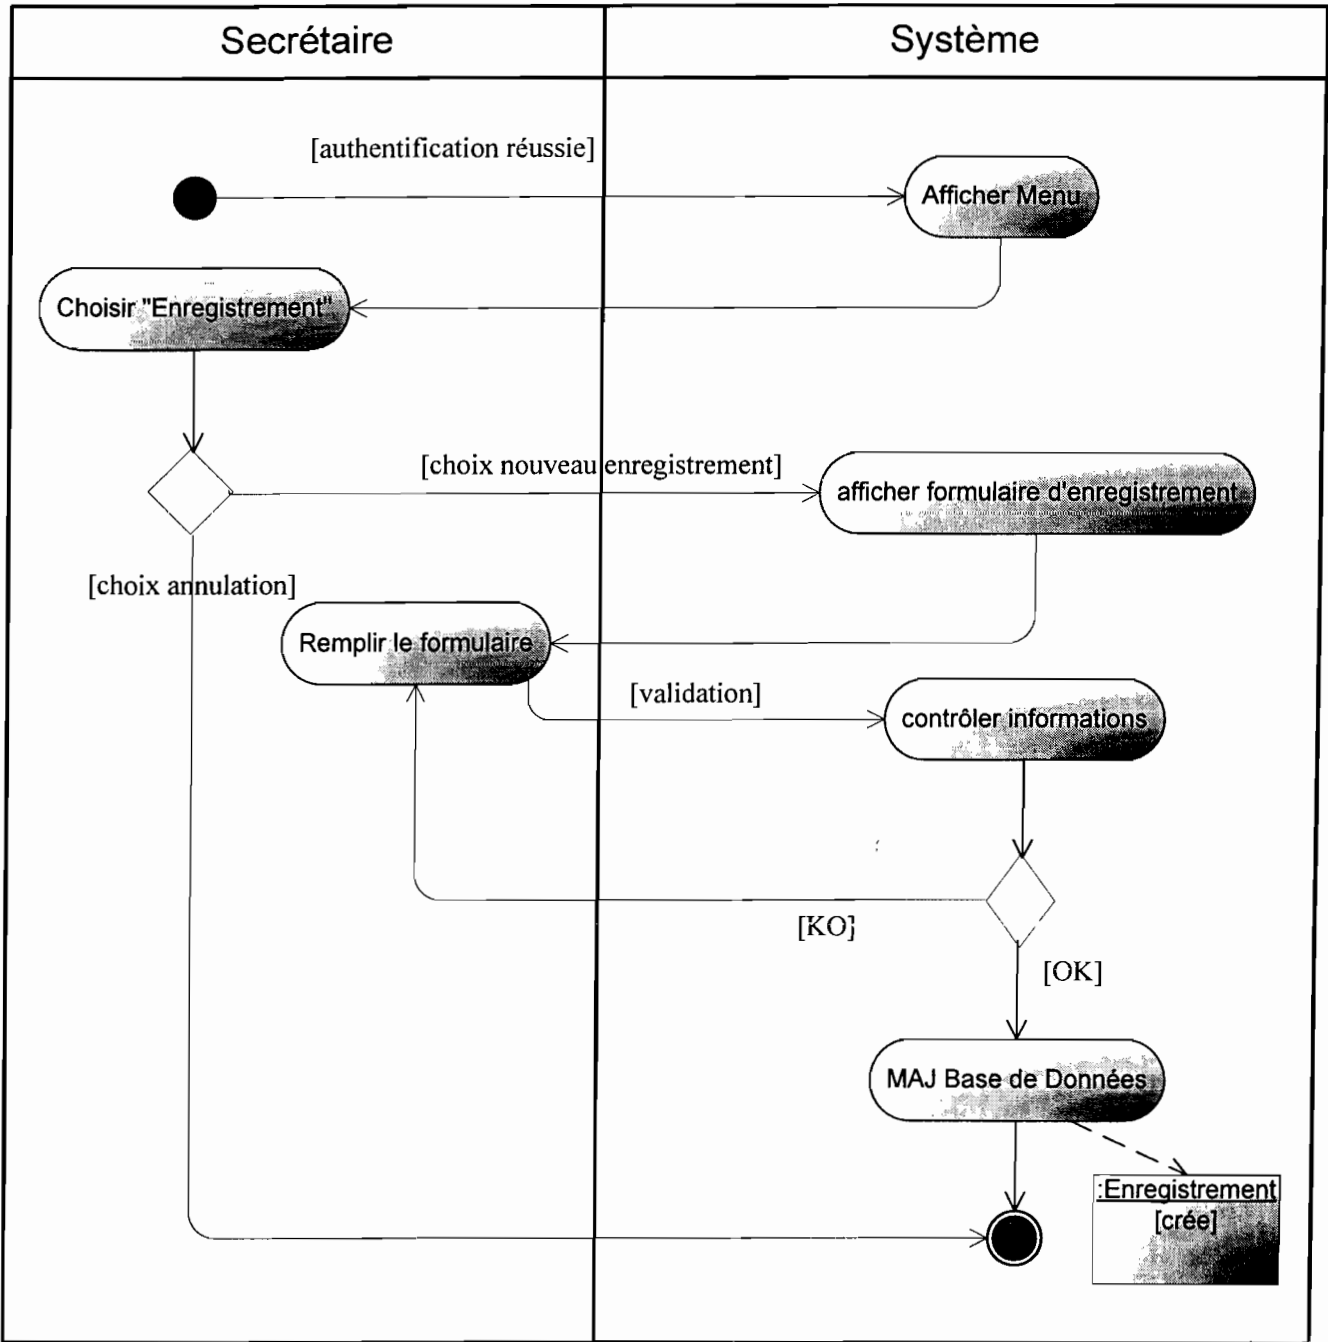 Secrétaire
Système
[authentification réussie]
Afficher Menu
Choisir "Enregistrement"
[choix nouveau enregistrement]
afficher formulaire d'enregistrement
[choix annulation]
Remplir le formulaire
[validation]
contrôler informations
[KO]
[OK]
MAJ Base de Données
:Enregistrement
[crée]